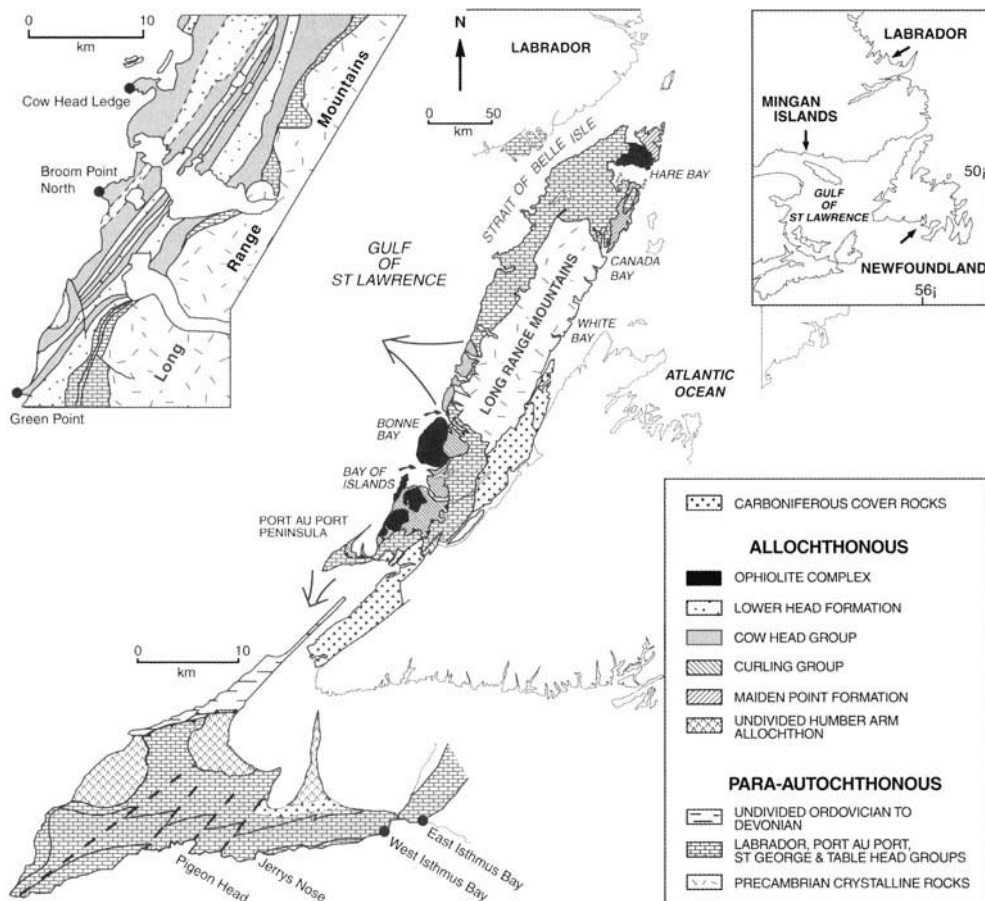 0 10
km
Cow Head Ledge
Broom Point
North
Green Point
Long
Range
Mountains
N
LABRADOR
0 50
km
STRAIT OF BELLE ISLE
HARE BAY
GULF
OF
ST LAWRENCE
CANADA
BAY
WHITE
BAY
LONG RANGE MOUNTAINS
ATLANTIC
OCEAN
BONNE
BAY
BAY OF
ISLANDS
PORT AU PORT
PENINSULA
LABRADOR
MINGAN
ISLANDS
50¡
GULF
OF
ST LAWRENCE
NEWFOUNDLAND
56¡
0 10
km
Pigeon Head
Jerrys Nose
West Isthmus Bay
East Isthmus Bay
CARBONIFEROUS COVER ROCKS
ALLOCHTHONOUS
OPHIOLITE COMPLEX
LOWER HEAD FORMATION
COW HEAD GROUP
CURLING GROUP
MAIDEN POINT FORMATION
UNDIVIDED HUMBER ARM
ALLOCHTHON
PARA-AUTOCHTHONOUS
UNDIVIDED ORDOVICIAN TO
DEVONIAN
LABRADOR, PORT AU PORT,
ST GEORGE & TABLE HEAD GROUPS
PRECAMBRIAN CRYSTALLINE ROCKS